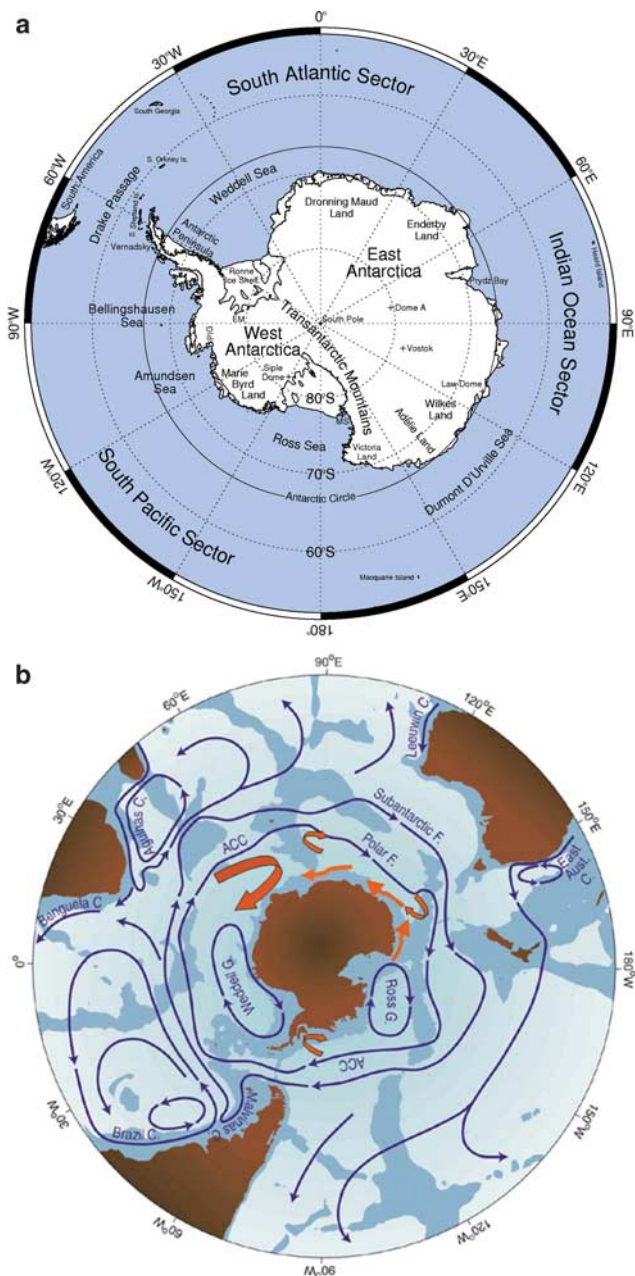 a
0°
30°E
60°E
90°E
120°E
150°E
180°
150°W
120°W
90°W
60°W
30°W
South Atlantic Sector
Indian Ocean Sector
South Pacific Sector
South Georgia
South America
S. Orkney Is.
Drake Passage
S. Shetland Is.
Weddell Sea
Antarctic
Peninsula
Vernadsky
Dronning Maud
Land
Enderby
Land
East
Antarctica
Heard Island
Prydz Bay
Ronne
Ice Shelf
Bellingshausen
Sea
EM.
South Pole
Dome A
Transantarctic Mountains
West
Antarctica
Vostok
Amundsen
Sea
Siple
Dome
Marie
Byrd
Land
80°S
Law Dome
Wilkes
Land
Adélie Land
Ross Sea
Victoria
Land
70°S
Dumont D'Urville Sea
Antarctic Circle
60°S
Macquarie Island
b
90°E
60°E
120°E
30°E
150°E
0°
180°W
30°W
150°W
60°W
120°W
90°W
Leeuwin C.
Agulhas C.
Subantarctic F.
ACC
Polar F.
East
Aust.
C.
Benguela C.
Weddell G.
Ross G.
ACC
Brazil C.
Malvinas C.